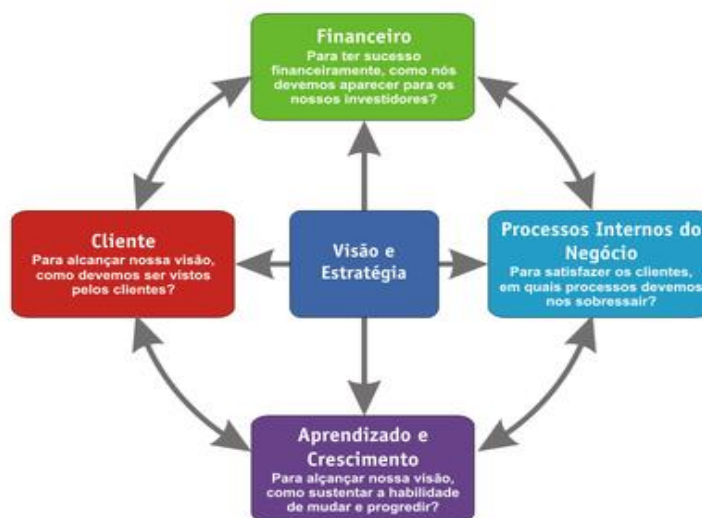 Financeiro
Para ter sucesso
financeiramente, como nós
devemos aparecer para os
nossos investidores?
Cliente
Para alcançar nossa visão,
como devemos ser vistos
pelos clientes?
Visão e
Estratégia
Processos Internos do
Negócio
Para satisfazer os clientes,
em quais processos devemos
nos sobressair?
Aprendizado e
Crescimento
Para alçançar nossa visão,
como sustentar a habilidade
de mudar e progredir?